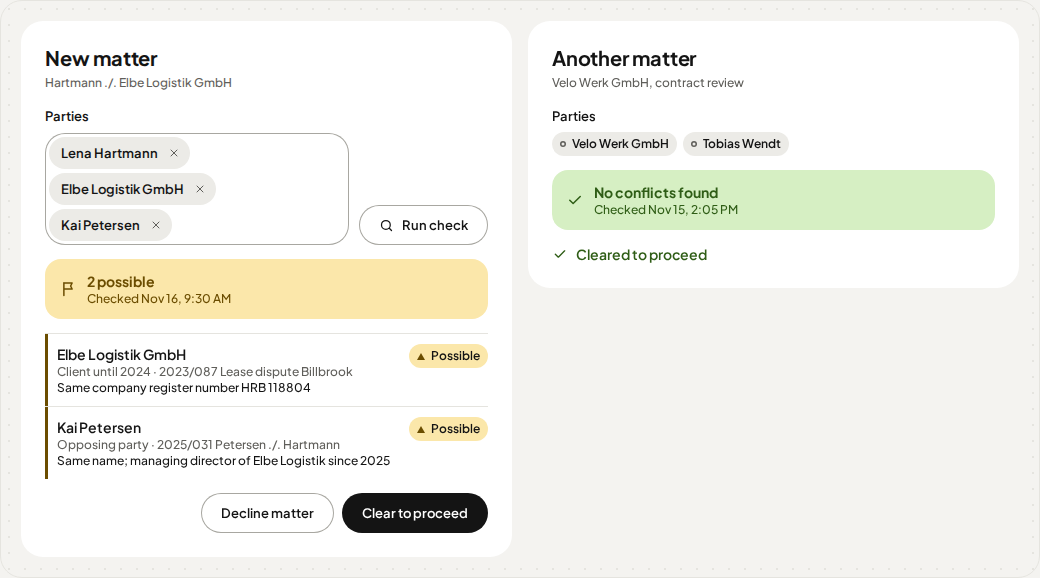 New matter
Hartmann ./. Elbe Logistik GmbH
Parties
Lena Hartmann
Elbe Logistik GmbH
Kai Petersen
Run check
2 possible
Checked Nov 16, 9:30 AM
Elbe Logistik GmbH
Possible
Client until 2024 · 2023/087 Lease dispute Billbrook
Same company register number HRB 118804
Kai Petersen
Possible
Opposing party · 2025/031 Petersen ./. Hartmann
Same name; managing director of Elbe Logistik since 2025
Decline matter
Clear to proceed
Another matter
Velo Werk GmbH, contract review
Parties
Velo Werk GmbH
Tobias Wendt
No conflicts found
Checked Nov 15, 2:05 PM
Cleared to proceed